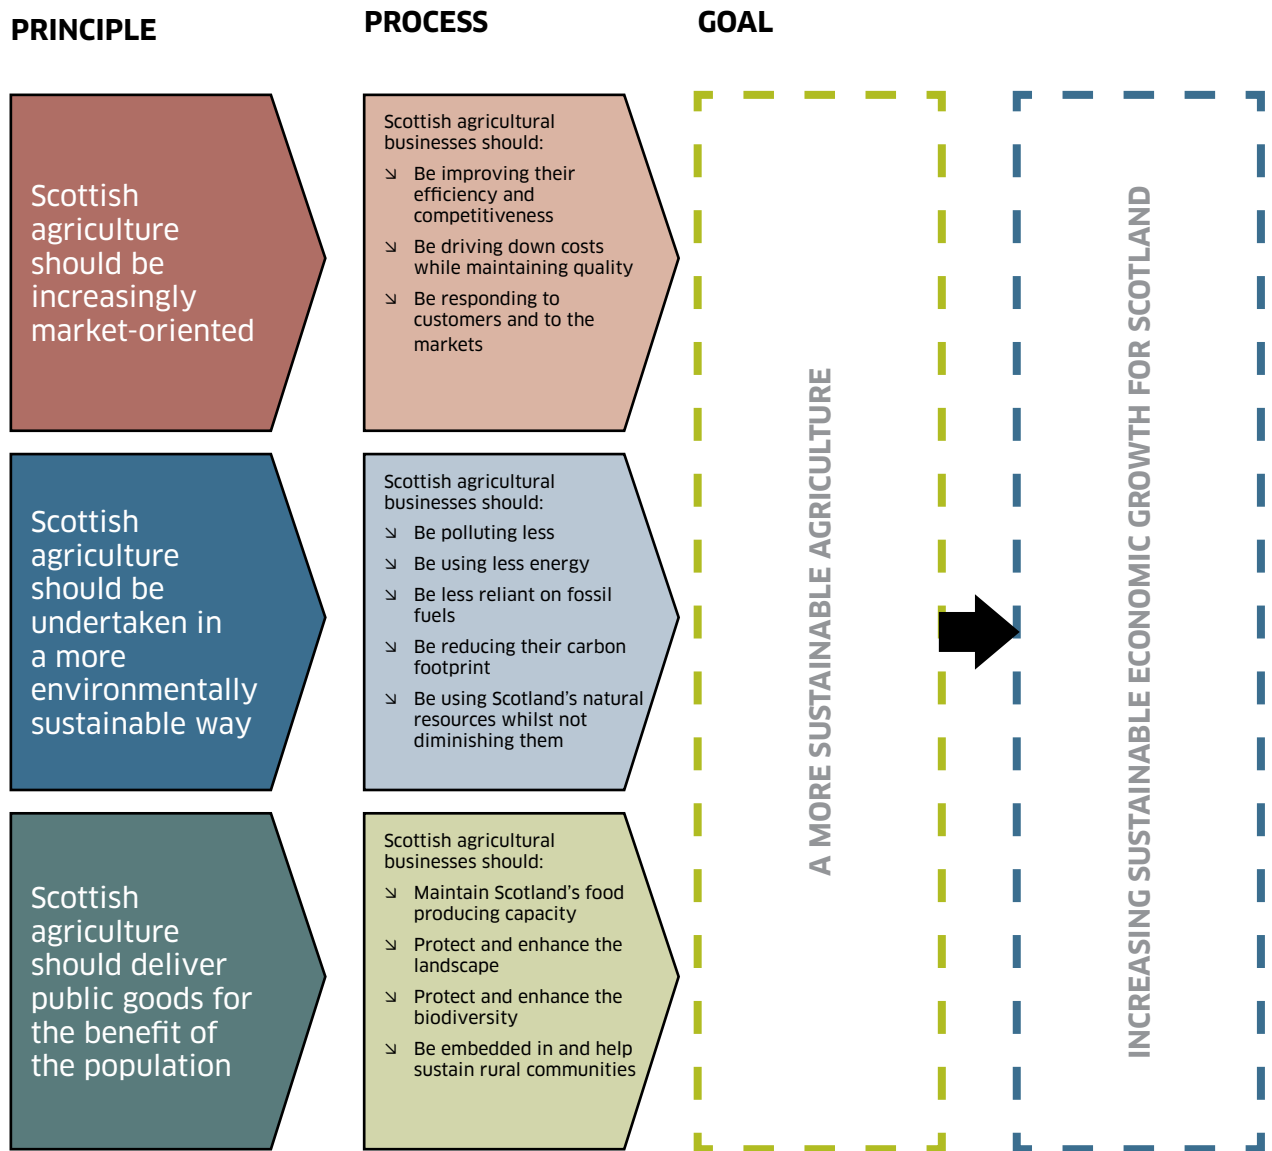 PRINCIPLE
PROCESS
GOAL
Scottish
agriculture
should be
increasingly
market-oriented
Scottish agricultural
businesses should:
↘ Be improving their
efficiency and
competitiveness
↘ Be driving down costs
while maintaining quality
↘ Be responding to
customers and to the
markets
Scottish
agriculture
should be
undertaken in
a more
environmentally
sustainable way
Scottish agricultural
businesses should:
↘ Be polluting less
↘ Be using less energy
↘ Be less reliant on fossil
fuels
↘ Be reducing their carbon
footprint
↘ Be using Scotland’s natural
resources whilst not
diminishing them
Scottish
agriculture
should deliver
public goods for
the benefit of
the population
Scottish agricultural
businesses should:
↘ Maintain Scotland’s food
producing capacity
↘ Protect and enhance the
landscape
↘ Protect and enhance the
biodiversity
↘ Be embedded in and help
sustain rural communities
A MORE SUSTAINABLE AGRICULTURE
INCREASING SUSTAINABLE ECONOMIC GROWTH FOR SCOTLAND